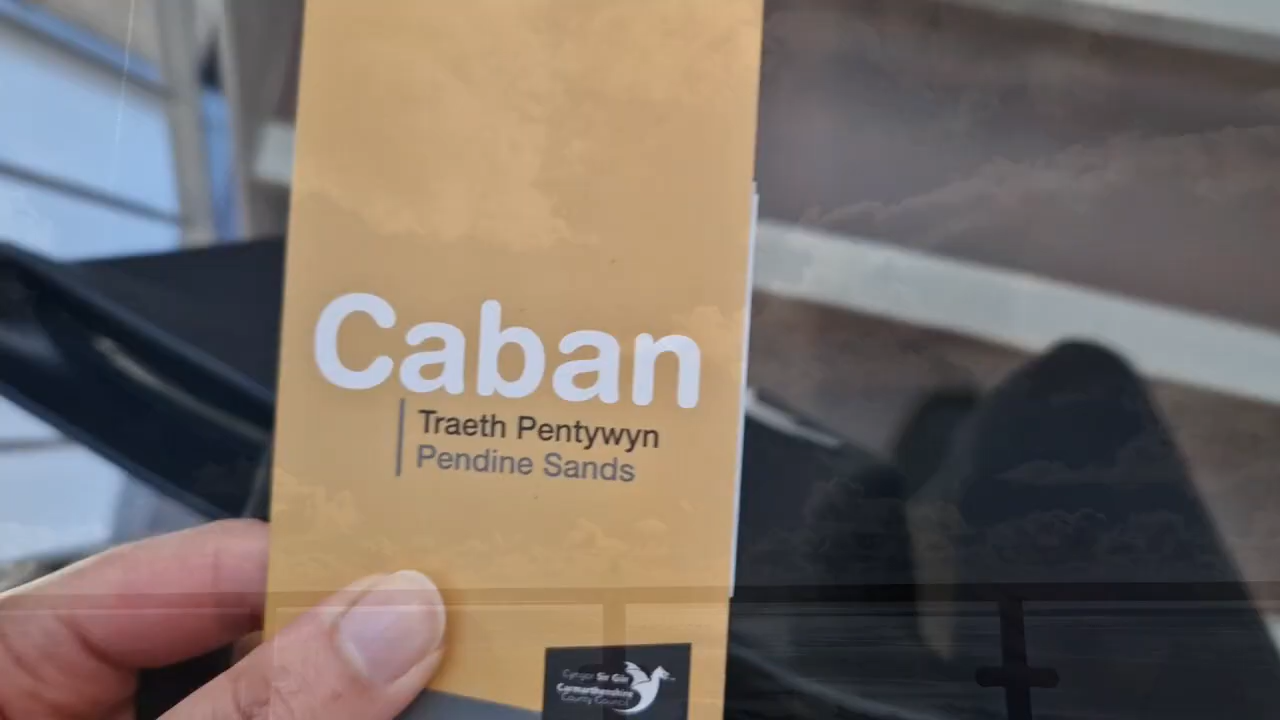 Caban
Traeth Pentywyn
Pendine Sands
Cyngor Sir Gâr
Carmarthenshire
County Council